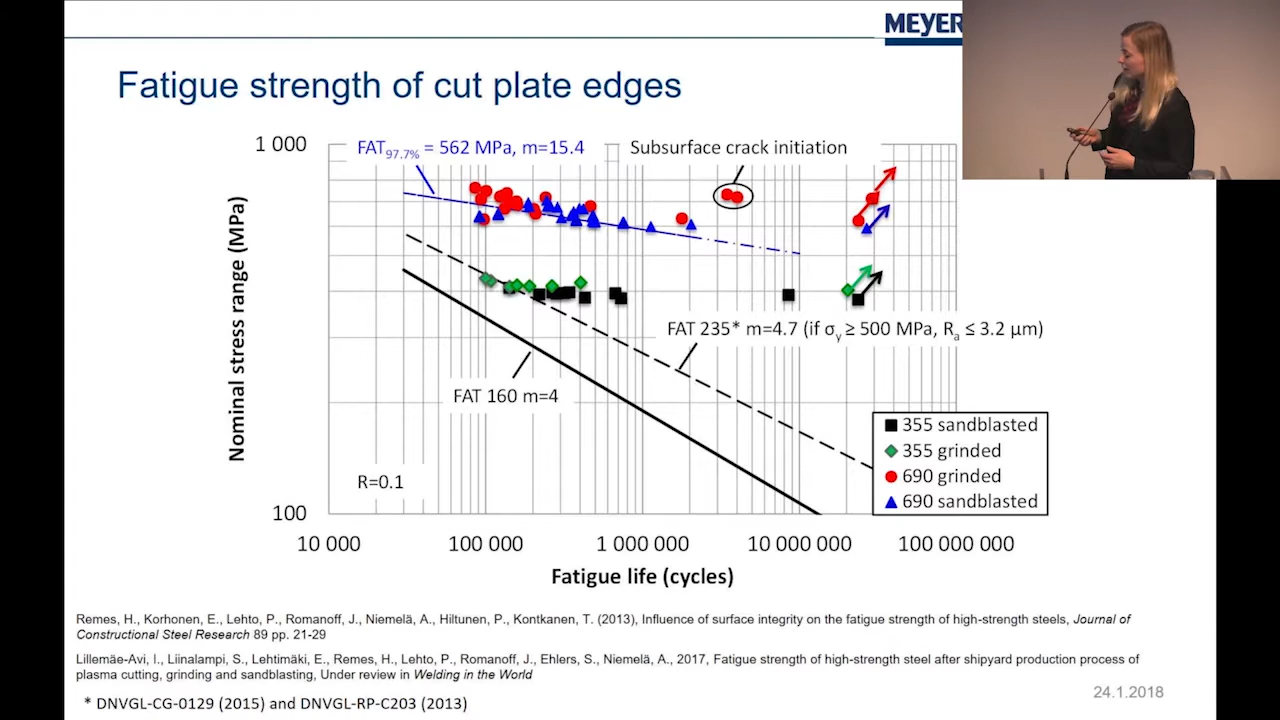 MEYER
Fatigue strength of cut plate edges
1 000
FAT97.7% = 562 MPa, m=15.4
Subsurface crack initiation
Nominal stress range (MPa)
FAT 235* m=4.7 (if σy ≥ 500 MPa, Ra ≤ 3.2 µm)
FAT 160 m=4
355 sandblasted
355 grinded
690 grinded
690 sandblasted
R=0.1
100
10 000
100 000
1 000 000
10 000 000
100 000 000
Fatigue life (cycles)
Remes, H., Korhonen, E., Lehto, P., Romanoff, J., Niemelä, A., Hiltunen, P., Kontkanen, T. (2013), Influence of surface integrity on the fatigue strength of high-strength steels, Journal of
Constructional Steel Research 89 pp. 21-29
Lillemäe-Avi, I., Liinalampi, S., Lehtimäki, E., Remes, H., Lehto, P., Romanoff, J., Ehlers, S., Niemelä, A., 2017, Fatigue strength of high-strength steel after shipyard production process of
plasma cutting, grinding and sandblasting, Under review in Welding in the World
24.1.2018
* DNVGL-CG-0129 (2015) and DNVGL-RP-C203 (2013)